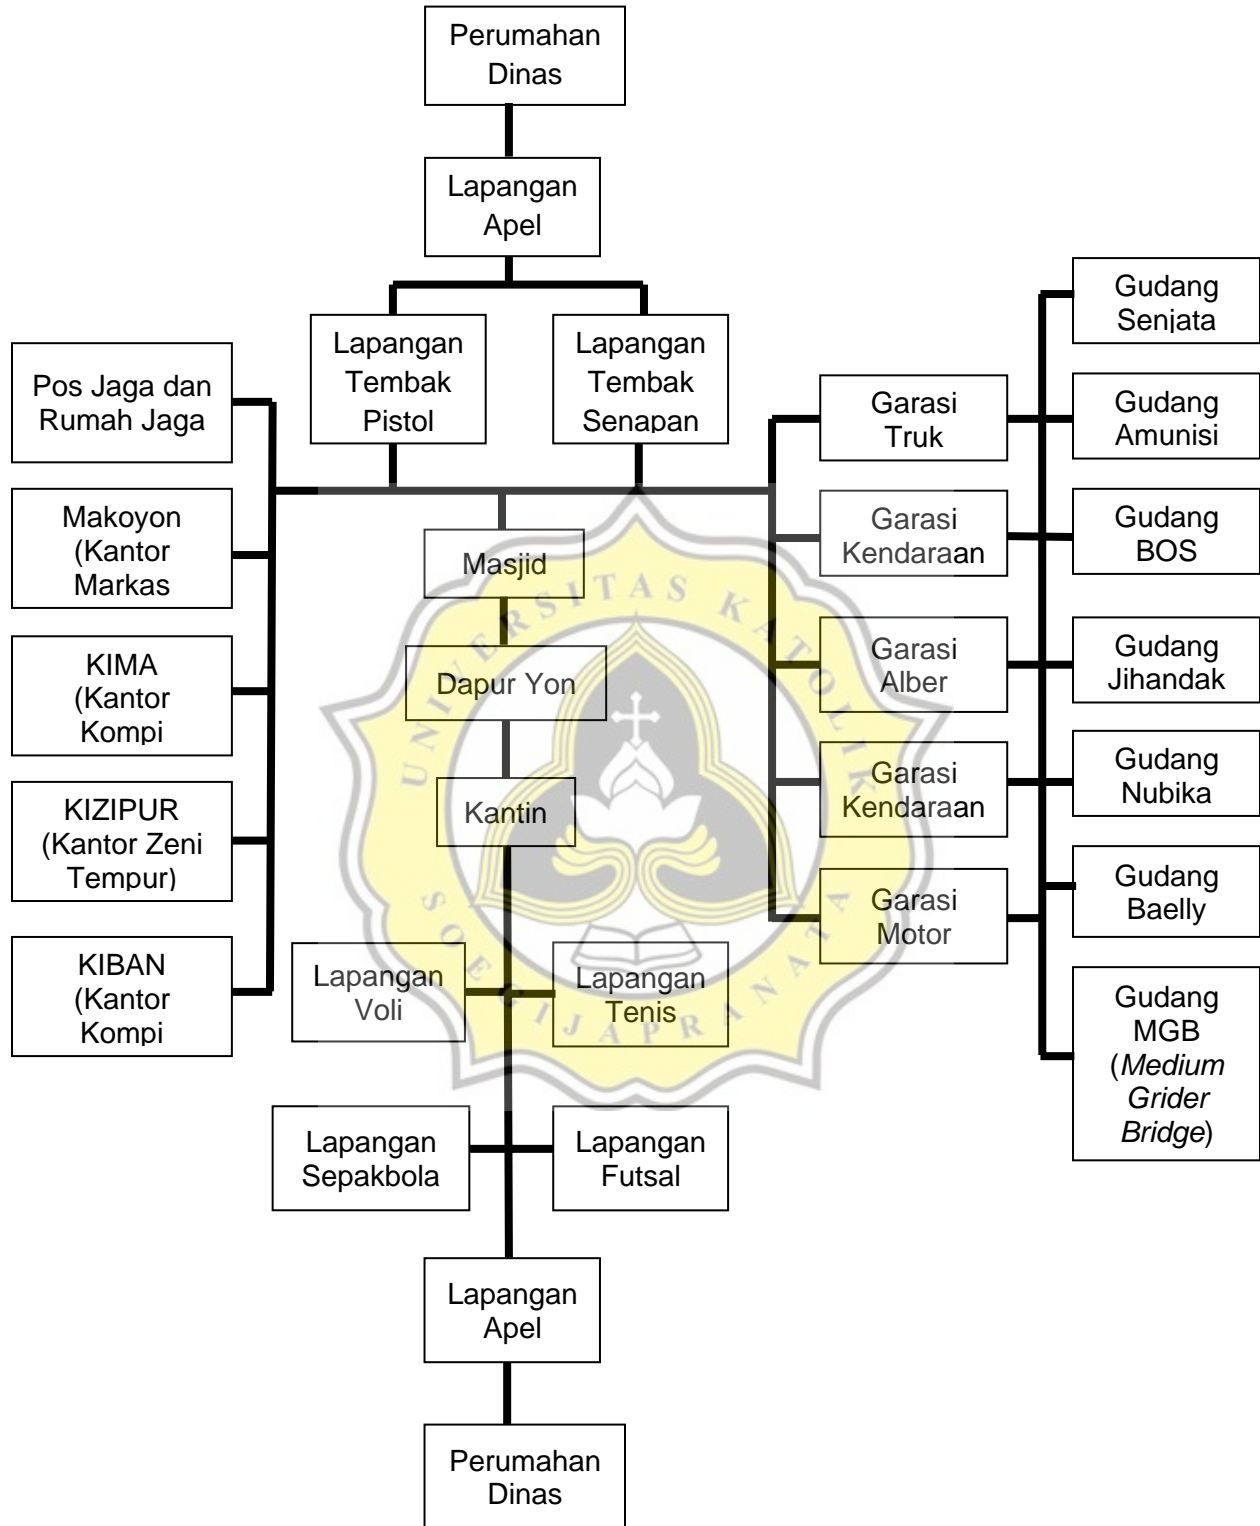 Perumahan
Dinas
Lapangan
Apel
Lapangan
Tembak
Pistol
Lapangan
Tembak
Senapan
Pos Jaga dan
Rumah Jaga
Makoyon
(Kantor
Markas
KIMA
(Kantor
Kompi
KIZIPUR
(Kantor Zeni
Tempur)
KIBAN
(Kantor
Kompi
Masjid
Dapur Yon
Kantin
Lapangan
Voli
Lapangan
Tenis
Lapangan
Sepakbola
Lapangan
Futsal
Lapangan
Apel
Perumahan
Dinas
Garasi
Truk
Garasi
Kendaraan
Garasi
Alber
Garasi
Kendaraan
Garasi
Motor
Gudang
Senjata
Gudang
Amunisi
Gudang
BOS
Gudang
Jihandak
Gudang
Nubika
Gudang
Baelly
Gudang
MGB
(Medium
Grider
Bridge)
UNIVERSITAS KATOLIK
SOEGIJAPRANATA